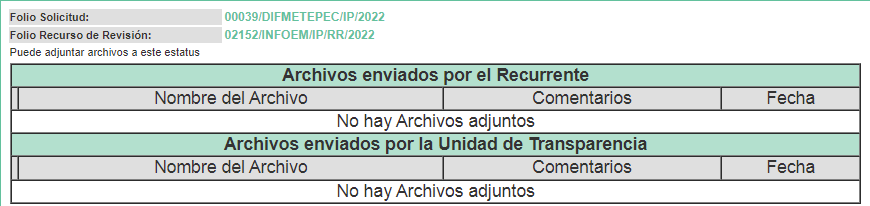 Folio Solicitud: 00039/DIFMETEPEC/IP/2022
Folio Recurso de Revisión: 02152/INFOEM/IP/RR/2022
Puede adjuntar archivos a este estatus
Archivos enviados por el Recurrente
Nombre del Archivo Comentarios Fecha
No hay Archivos adjuntos
Archivos enviados por la Unidad de Transparencia
Nombre del Archivo Comentarios Fecha
No hay Archivos adjuntos